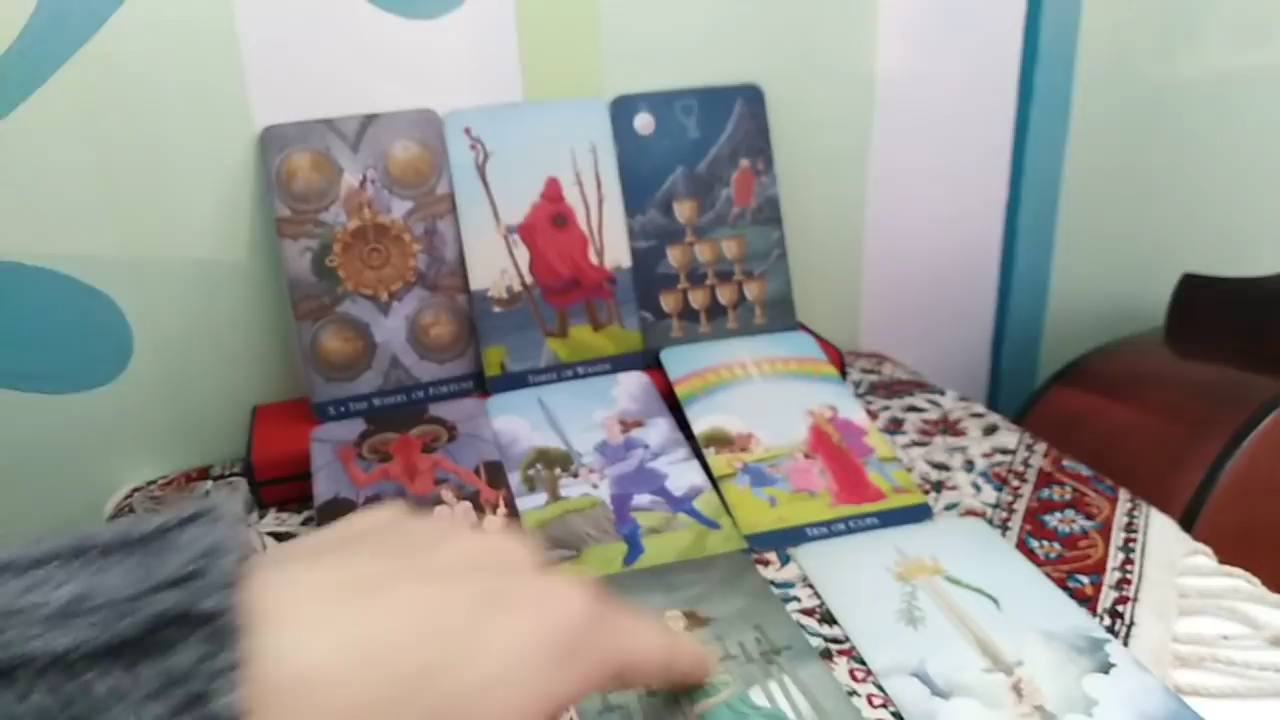 X • THE WHEEL OF FORTUNE
THREE OF WANDS
TEN OF CUPS